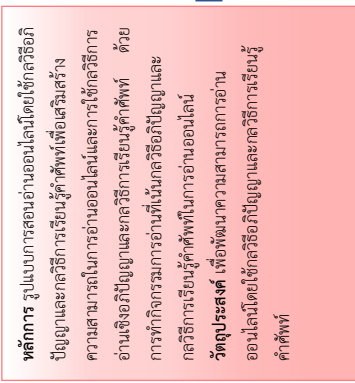 หลักการ รูปแบบการสอนอ่านออนไลน์โดยใช้กลวิธีอภิ
ปัญญาและกลวิธีการเรียนรู้คำศัพท์เพื่อเสริมสร้าง
ความสามารถในการอ่านออนไลน์และการใช้กลวิธีการ
อ่านเชิงอภิปัญญาและกลวิธีการเรียนรู้คำศัพท์ ด้วย
การทำกิจกรรมการอ่านที่เน้นกลวิธีอภิปัญญาและ
กลวิธีการเรียนรู้คำศัพท์ในการอ่านออนไลน์
วัตถุประสงค์ เพื่อพัฒนาความสามารถการอ่าน
ออนไลน์โดยใช้กลวิธีอภิปัญญาและกลวิธีการเรียนรู้
คำศัพท์